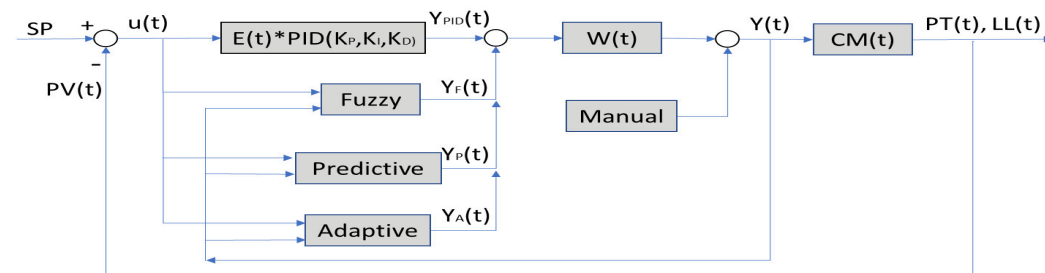 SP
+
−
PV(t)
u(t)
E(t)*PID(KP,KI,KD)
YPID(t)
W(t)
Y(t)
CM(t)
PT(t), LL(t)
Fuzzy
YF(t)
Manual
Predictive
YP(t)
Adaptive
YA(t)